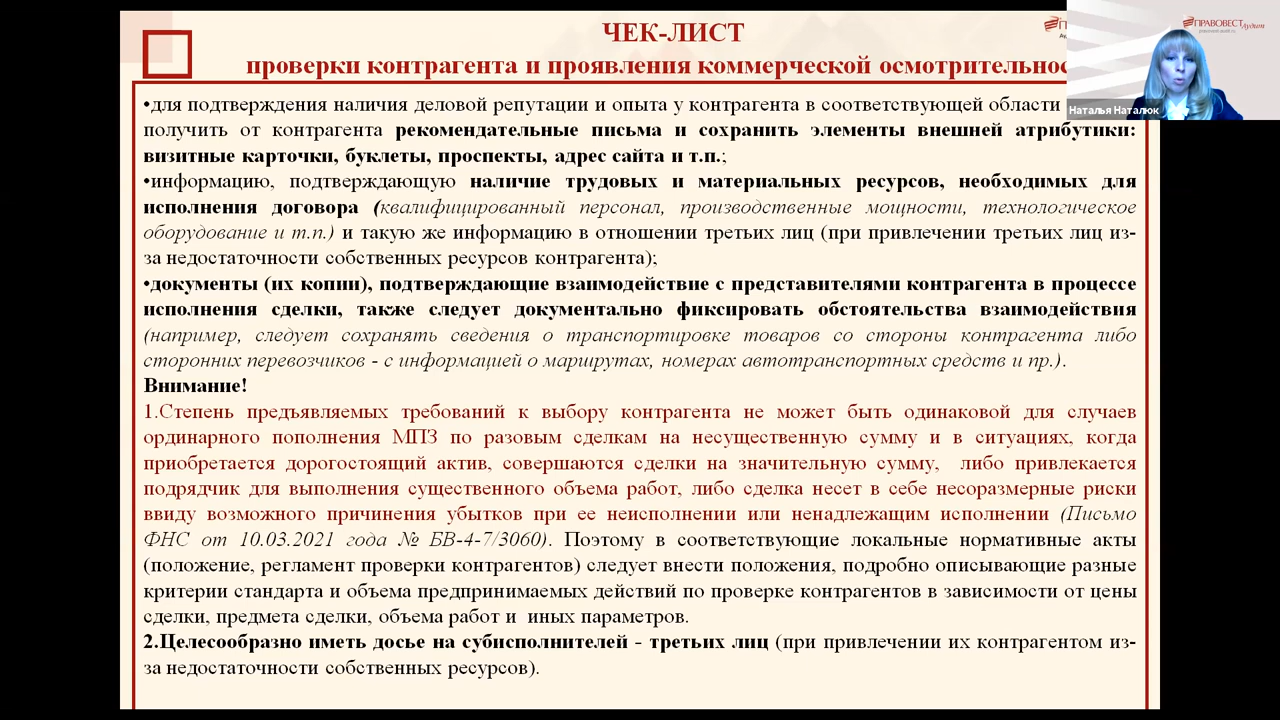 ЧЕК-ЛИСТ
проверки контрагента и проявления коммерческой
•для подтверждения наличия деловой репутации и опыта у контрагента в соответствующей области
получить от контрагента рекомендательные письма и сохранить элементы внешней атрибутики:
визитные карточки, буклеты, проспекты, адрес сайта и т.п.;
•информацию, подтверждающую наличие трудовых и материальных ресурсов, необходимых для
исполнения договора (квалифицированный персонал, производственные мощности, технологическое
оборудование и т.п.) и такую же информацию в отношении третьих лиц (при привлечении третьих лиц из-
за недостаточности собственных ресурсов контрагента);
•документы (их копии), подтверждающие взаимодействие с представителями контрагента в процессе
исполнения сделки, также следует документально фиксировать обстоятельства взаимодействия
(например, следует сохранять сведения о транспортировке товаров со стороны контрагента либо
сторонних перевозчиков - с информацией о маршрутах, номерах автотранспортных средств и пр.).
Внимание!
1.Степень предъявляемых требований к выбору контрагента не может быть одинаковой для случаев
ординарного пополнения МПЗ по разовым сделкам на несущественную сумму и в ситуациях, когда
приобретается дорогостоящий актив, совершаются сделки на значительную сумму, либо привлекается
подрядчик для выполнения существенного объема работ, либо сделка несет в себе несоразмерные риски
ввиду возможного причинения убытков при ее неисполнении или ненадлежащим исполнении (Письмо
ФНС от 10.03.2021 года № БВ-4-7/3060). Поэтому в соответствующие локальные нормативные акты
(положение, регламент проверки контрагентов) следует внести положения, подробно описывающие разные
критерии стандарта и объема предпринимаемых действий по проверке контрагентов в зависимости от цены
сделки, предмета сделки, объема работ и иных параметров.
2.Целесообразно иметь досье на субисполнителей - третьих лиц (при привлечении их контрагентом из-
за недостаточности собственных ресурсов).
ПРАВОВЕСТ Аудит
Наталья Наталюк